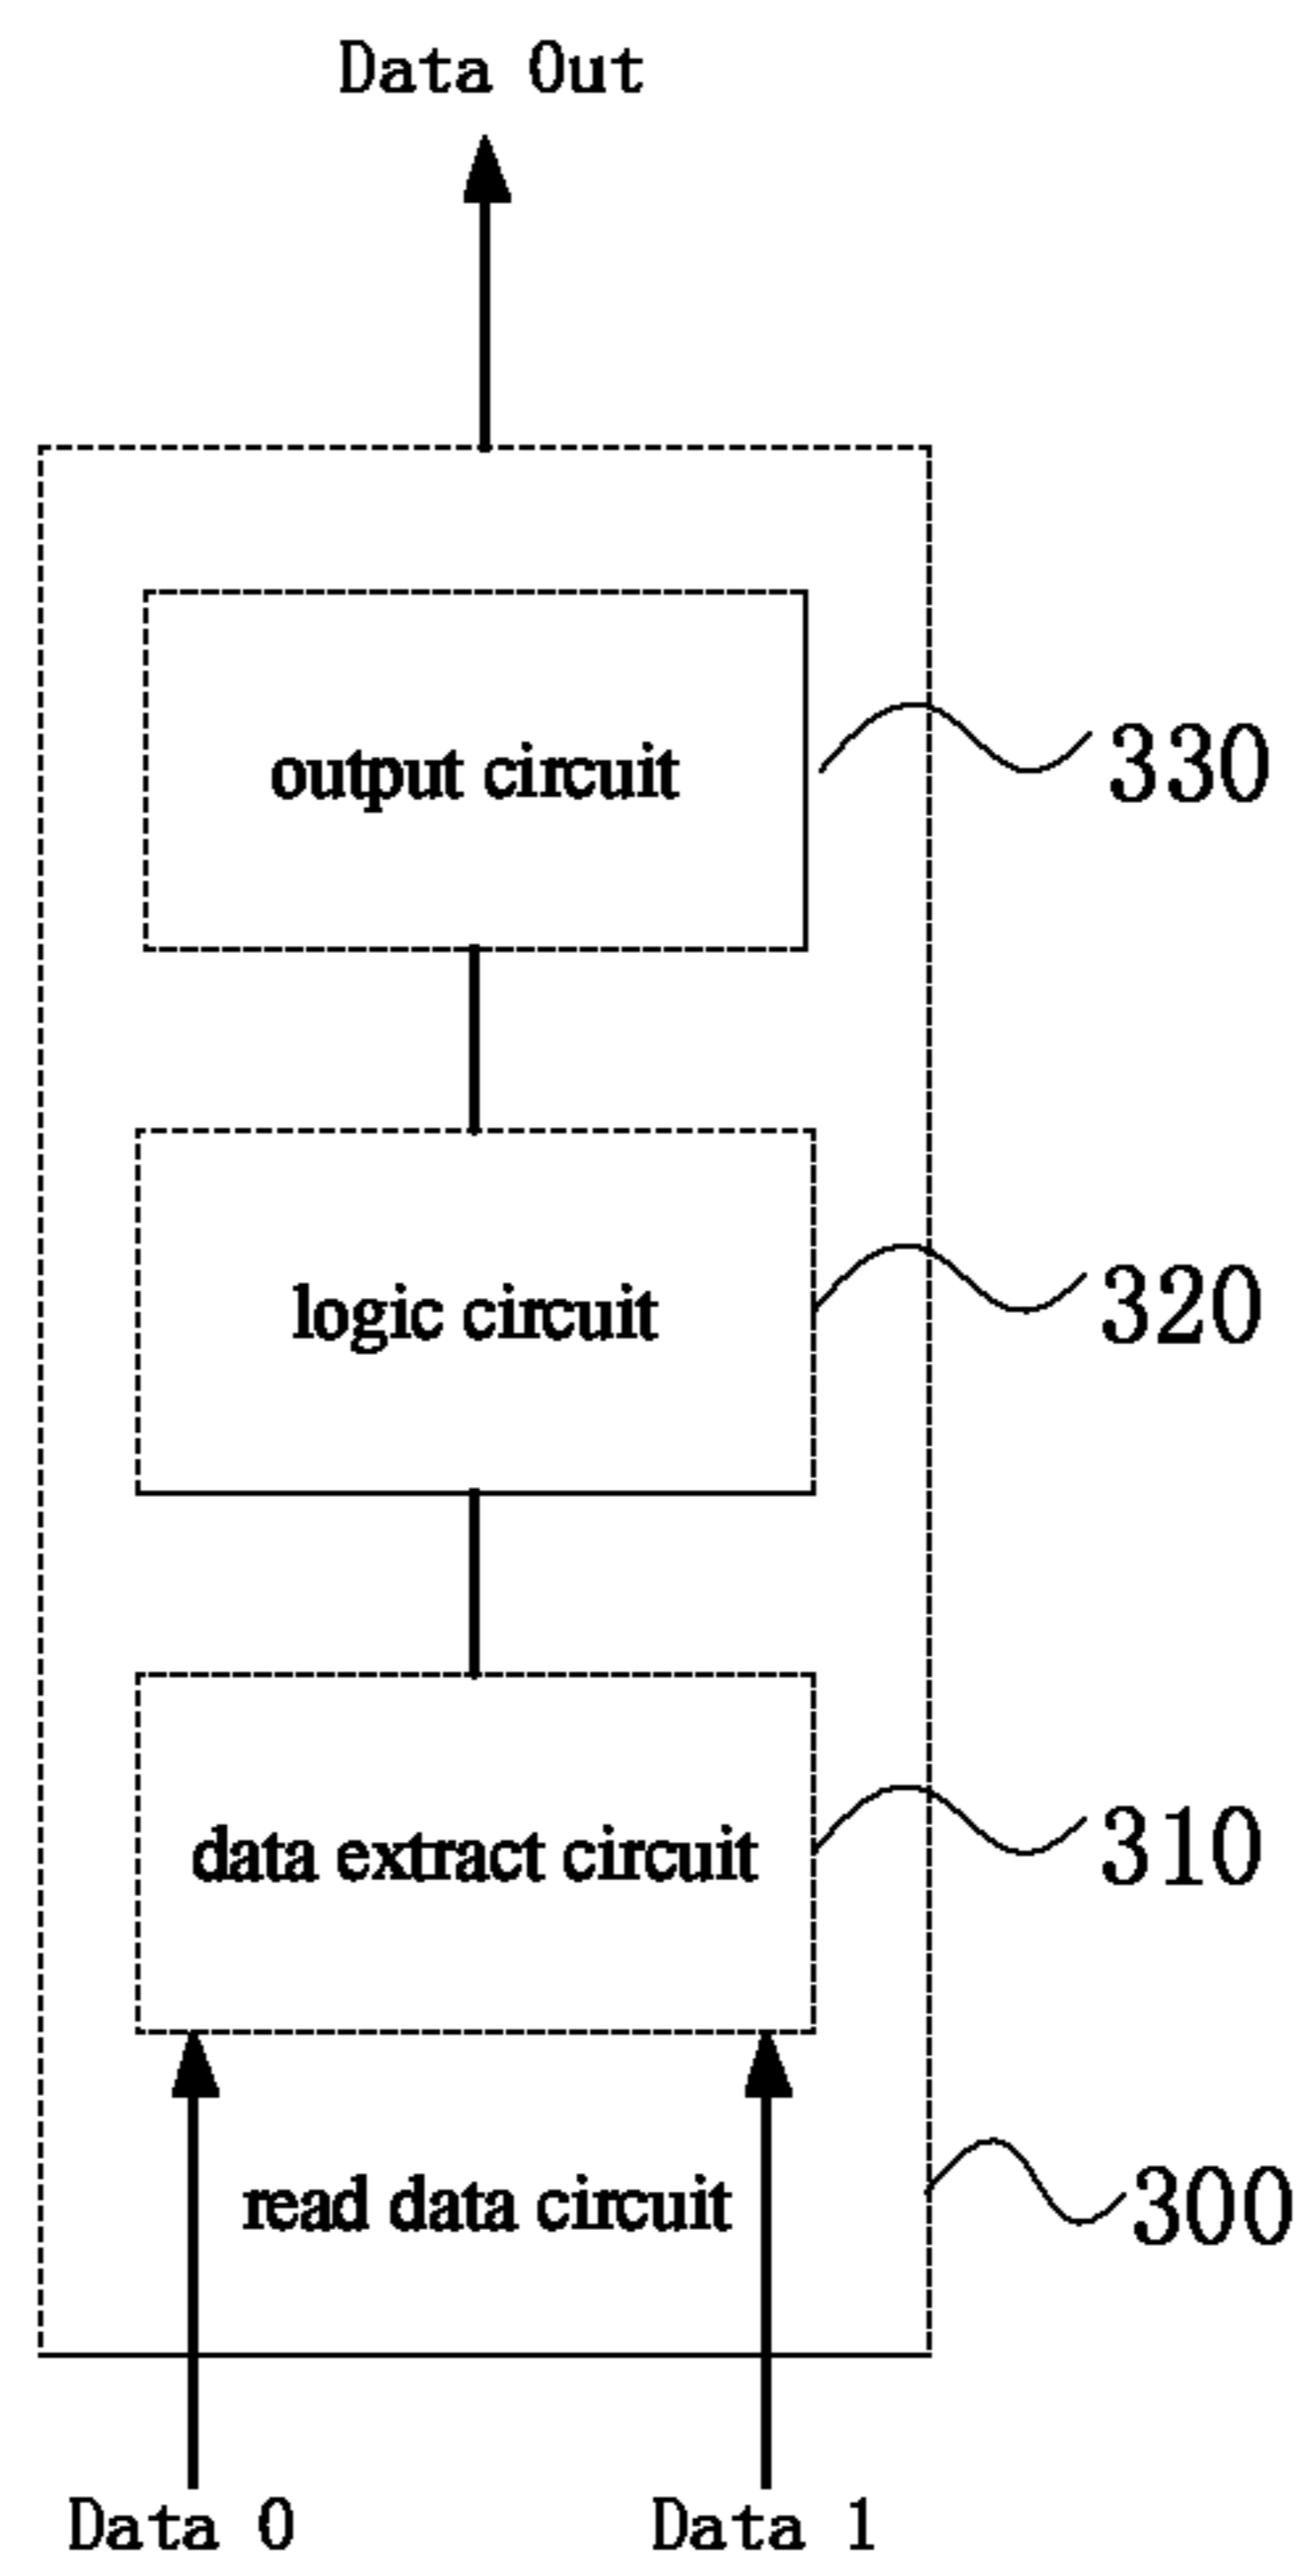 Data Out
output circuit
330
logic circuit
320
data extract circuit
310
read data circuit
300
Data 0
Data 1